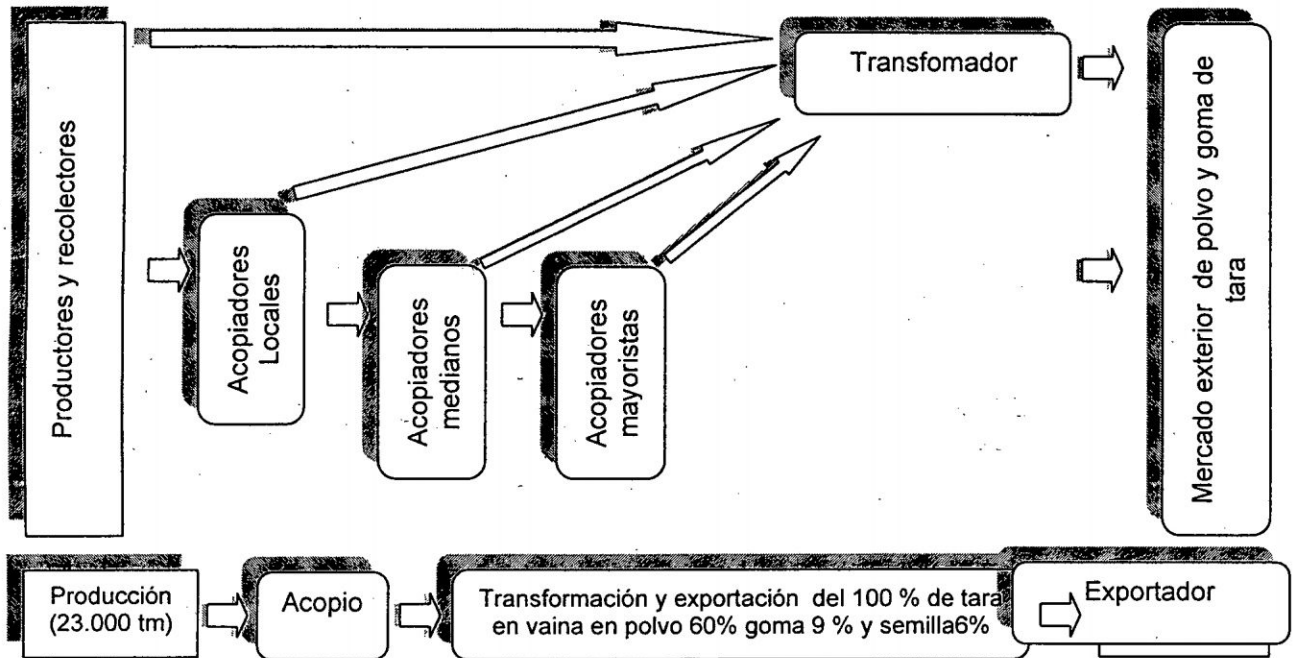 Productores y recolectores
Acopiadores
Locales
Acopiadores
medianos
Acopiadores
mayoristas
Transfomador
Mercado exterior de polvo y goma de
tara
Producción
(23.000 tm)
Acopio
Transformación y exportación del 100 % de tara
en vaina en polvo 60% goma 9 % y semilla6%
Exportador